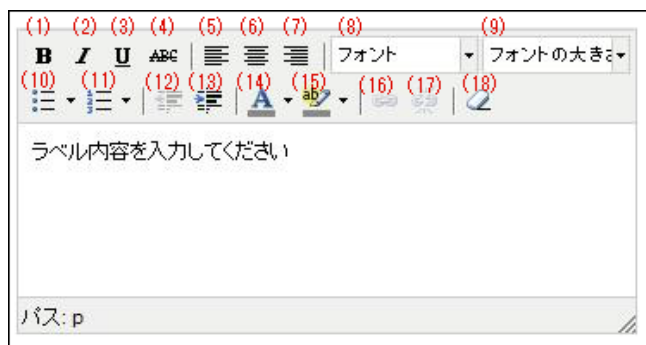 (1) (2) (3) (4) (5) (6) (7) (8) (9)
B I U ABC フォント フォントの大きさ
(10) (11) (12) (13) (14) (15) (16) (17) (18)
A ab
ラベル内容を入力してください
パス: p